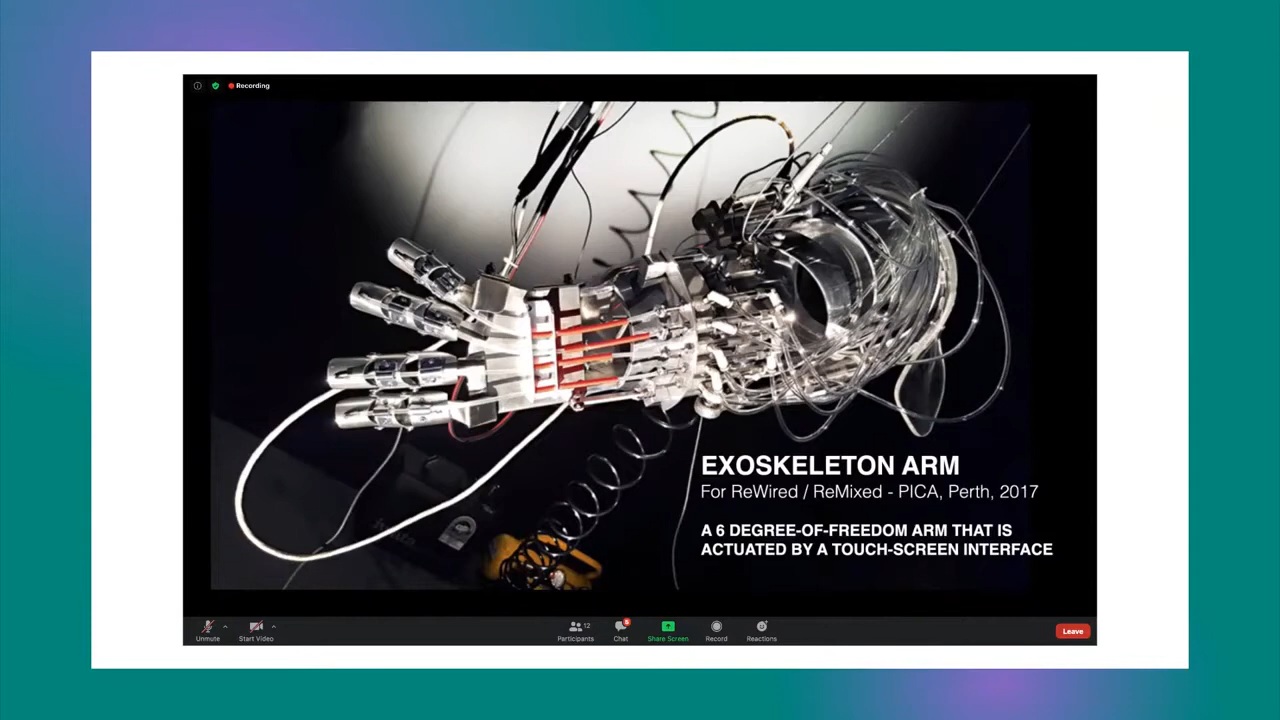 Recording
EXOSKELETON ARM
For ReWired / ReMixed - PICA, Perth, 2017
A 6 DEGREE-OF-FREEDOM ARM THAT IS
ACTUATED BY A TOUCH-SCREEN INTERFACE
12
Unmute
Start Video
Participants
Chat
Share Screen
Record
Reactions
Leave